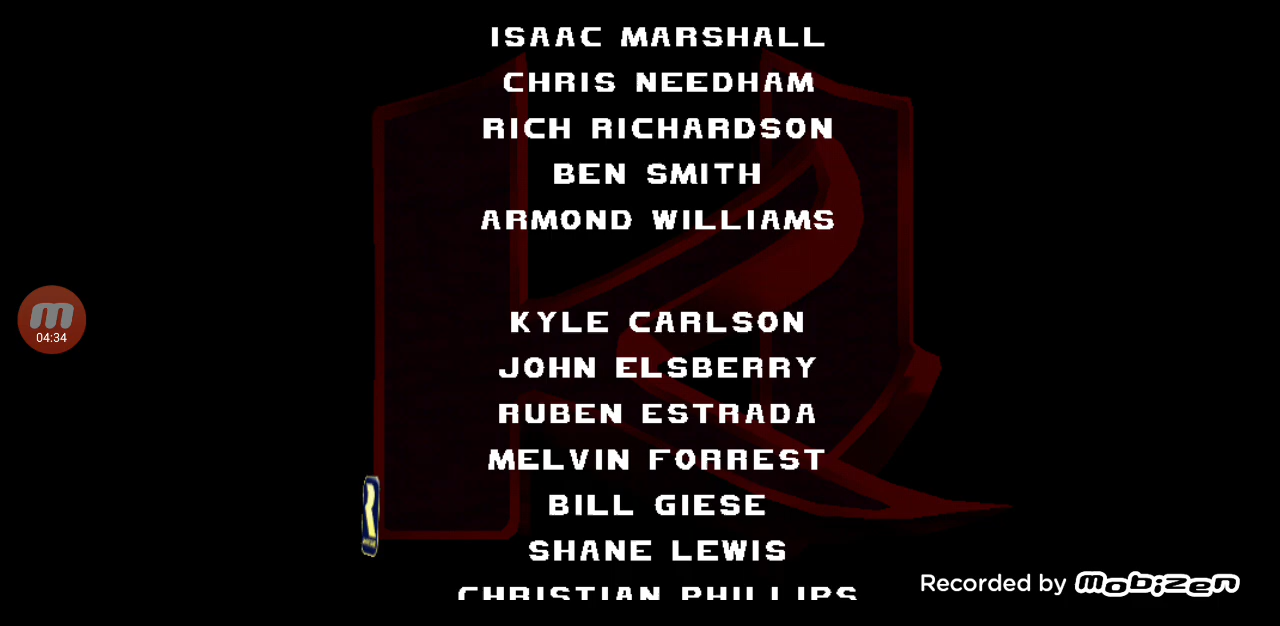 ISAAC MARSHALL
CHRIS NEEDHAM
RICH RICHARDSON
BEN SMITH
ARMOND WILLIAMS
04:34
KYLE CARLSON
JOHN ELSBERRY
RUBEN ESTRADA
MELVIN FORREST
BILL GIESE
SHANE LEWIS
CHRISTIAN PHILLIPS
Recorded by mobizen